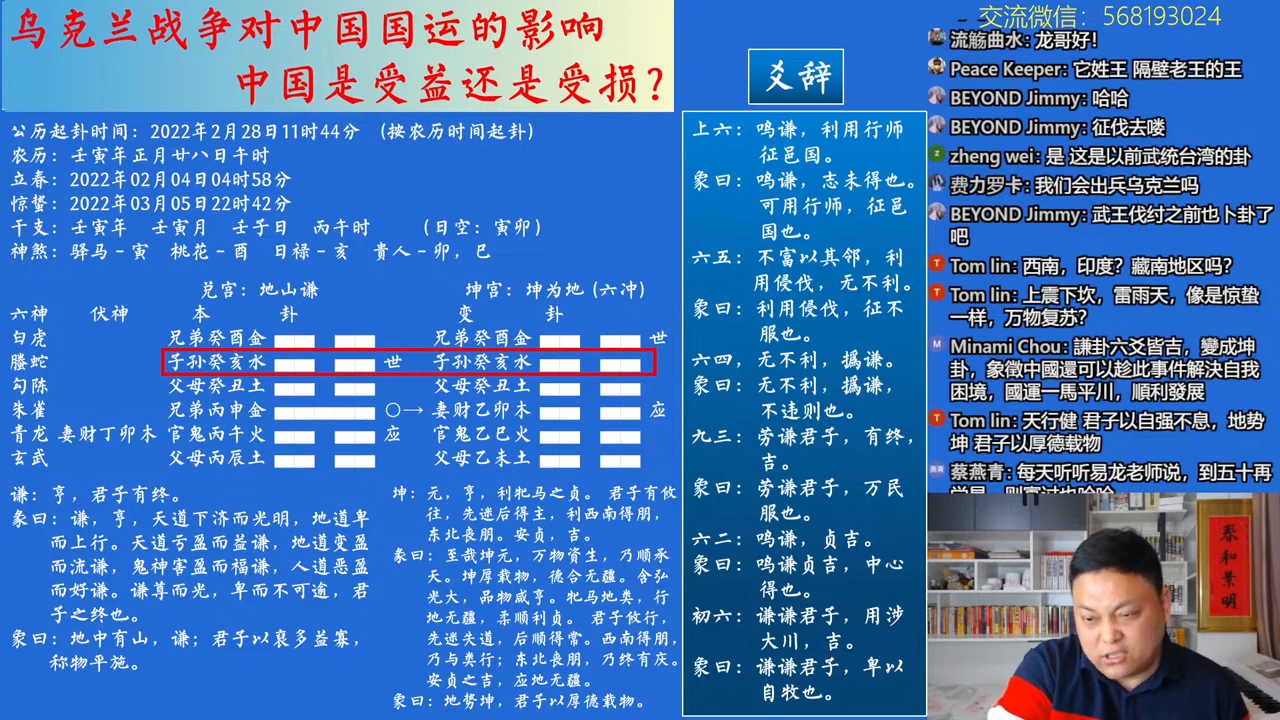 乌克兰战争对中国国运的影响
中国是受益还是受损？
公历起卦时间：2022年2月28日11时44分 （按农历时间起卦）
农历：壬寅年正月廿八日午时
立春：2022年02月04日04时58分
惊蛰：2022年03月05日22时42分
干支：壬寅年 壬寅月 壬子日 丙午时 （日空：寅卯）
神煞：驿马－寅 桃花－酉 日禄－亥 貴人－卯，巳
兑宫：地山谦 坤宫：坤为地（六冲）
六神 伏神 本 卦 变 卦
白虎 兄弟癸酉金 兄弟癸酉金 世
螣蛇 子孙癸亥水 世 子孙癸亥水
勾陈 父母癸丑土 父母癸丑土
朱雀 兄弟丙申金 〇→ 妻财乙卯木 应
青龙 妻财丁卯木 官鬼丙午火 应 官鬼乙巳火
玄武 父母丙辰土 父母乙未土
谦：亨，君子有终。
象曰：谦，亨，天道下济而光明，地道卑
而上行。天道亏盈而益谦，地道变盈
而流谦，鬼神害盈而福谦，人道恶盈
而好谦。谦尊而光，卑而不可逾，君
子之终也。
象曰：地中有山，谦；君子以裒多益寡，
称物平施。
坤：元，亨，利牝马之贞。 君子有攸
往，先迷后得主，利西南得朋，
东北丧朋。安贞，吉。
象曰：至哉坤元，万物资生，乃顺承
天。坤厚载物，德合无疆。含弘
光大，品物咸亨。牝马地类，行
地无疆，柔顺利贞。 君子攸行，
先迷失道，后顺得常。西南得朋，
乃与类行；东北丧朋，乃终有庆。
安贞之吉，应地无疆。
象曰：地势坤，君子以厚德载物。
爻辞
上六：鸣谦，利用行师
征邑国。
象曰：鸣谦，志未得也。
可用行师，征邑
国也。
六五：不富以其邻，利
用侵伐，无不利。
象曰：利用侵伐，征不
服也。
六四，无不利，撝谦。
象曰：无不利，撝谦，
不违则也。
九三：劳谦君子，有终，
吉。
象曰：劳谦君子，万民
服也。
六二：鸣谦，贞吉。
象曰：鸣谦贞吉，中心
得也。
初六：谦谦君子，用涉
大川，吉。
象曰：谦谦君子，卑以
自牧也。
交流微信：568193024
流觞曲水：龙哥好！
Peace Keeper：它姓王 隔壁老王的王
BEYOND Jimmy：哈哈
BEYOND Jimmy：征伐去喽
zheng wei：是 这是以前武统台湾的卦
费力罗卡：我们会出兵乌克兰吗
BEYOND Jimmy：武王伐纣之前也卜卦了
吧
Tom lin：西南，印度？藏南地区吗？
Tom lin：上震下坎，雷雨天，像是惊蛰
一样，万物复苏？
Minami Chou：謙卦六爻皆吉，變成坤
卦，象徵中國還可以趁此事件解決自我
困境，國運一馬平川，順利發展
Tom lin：天行健 君子以自强不息，地势
坤 君子以厚德载物
蔡燕青：每天听听易龙老师说，到五十再
春和景明